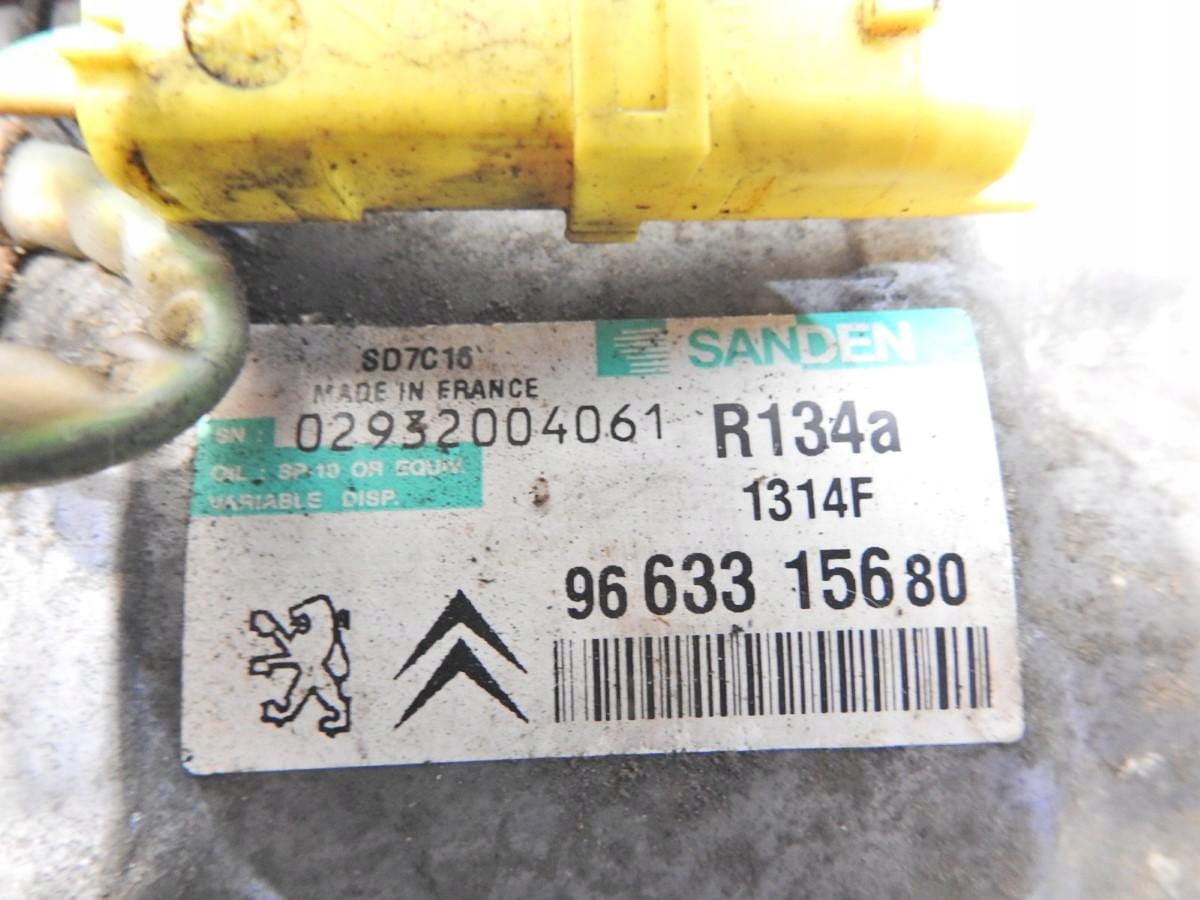 SANDEN
SD7C16
MADE IN FRANCE
SN : 02932004061
R134a
OIL : SP-10 OR EQUIV.
VARIABLE DISP.
1314F
96 633 156 80